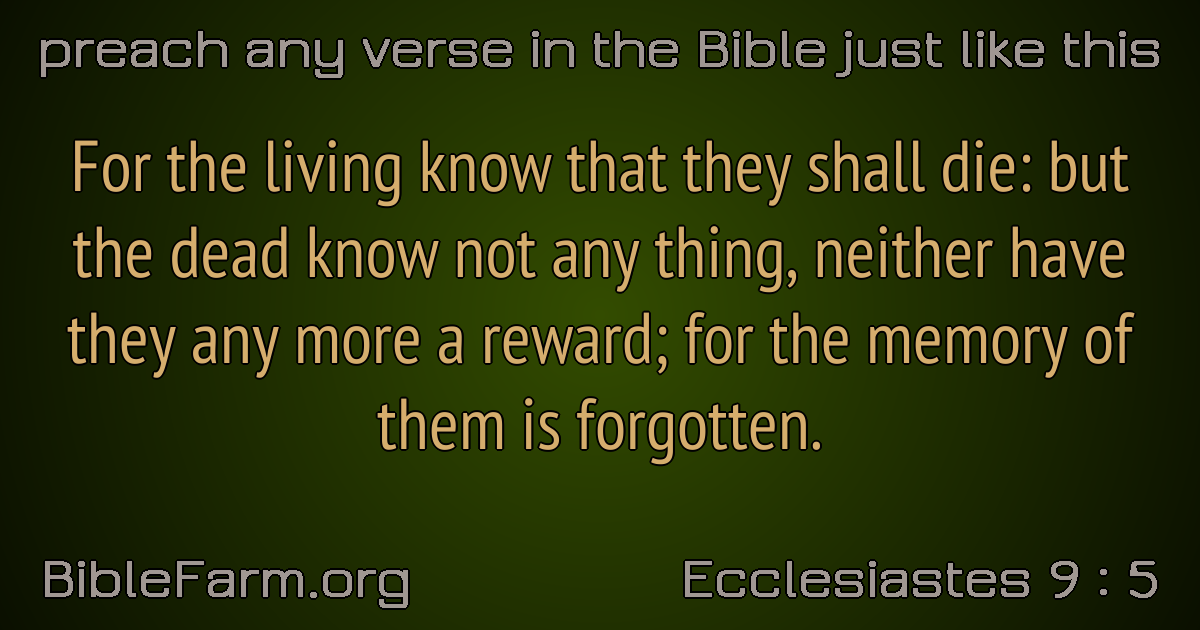 preach any verse in the Bible just like this
For the living know that they shall die: but
the dead know not any thing, neither have
they any more a reward; for the memory of
them is forgotten.
BibleFarm.org
Ecclesiastes 9 : 5